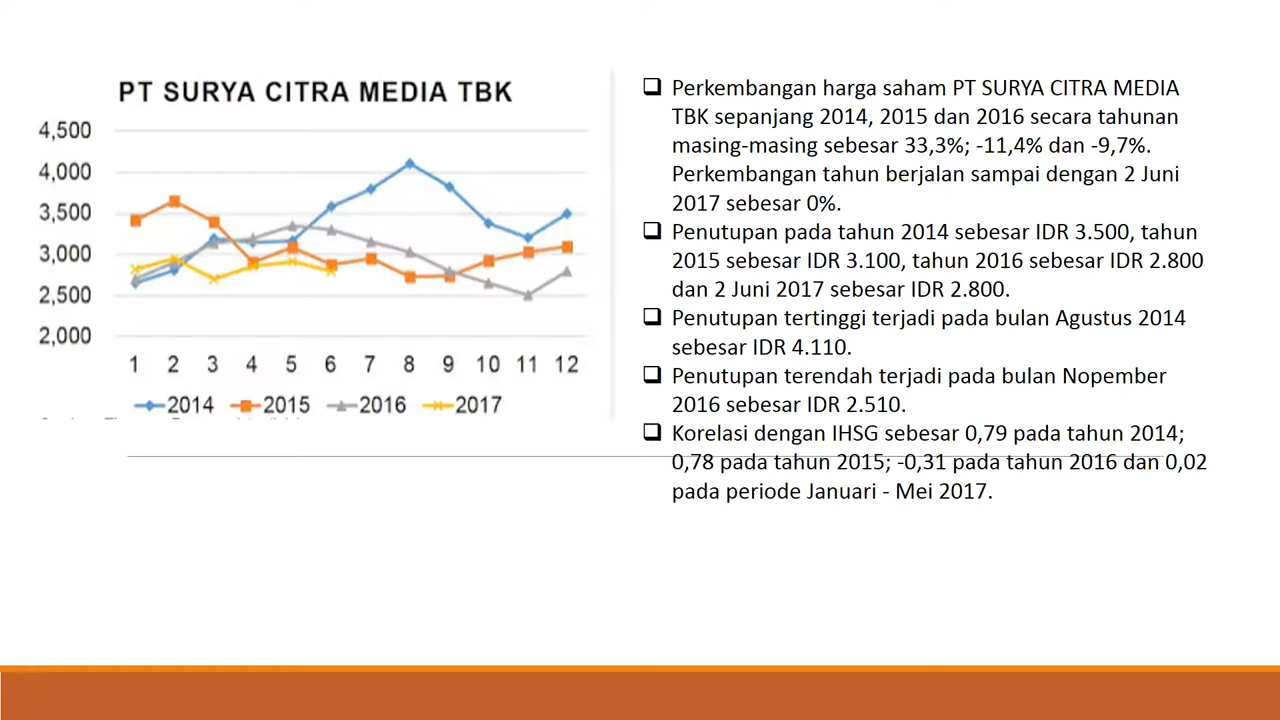 PT SURYA CITRA MEDIA TBK
4,500
4,000
3,500
3,000
2,500
2,000
1 2 3 4 5 6 7 8 9 10 11 12
2014 2015 2016 2017
❑ Perkembangan harga saham PT SURYA CITRA MEDIA
TBK sepanjang 2014, 2015 dan 2016 secara tahunan
masing-masing sebesar 33,3%; -11,4% dan -9,7%.
Perkembangan tahun berjalan sampai dengan 2 Juni
2017 sebesar 0%.
❑ Penutupan pada tahun 2014 sebesar IDR 3.500, tahun
2015 sebesar IDR 3.100, tahun 2016 sebesar IDR 2.800
dan 2 Juni 2017 sebesar IDR 2.800.
❑ Penutupan tertinggi terjadi pada bulan Agustus 2014
sebesar IDR 4.110.
❑ Penutupan terendah terjadi pada bulan Nopember
2016 sebesar IDR 2.510.
❑ Korelasi dengan IHSG sebesar 0,79 pada tahun 2014;
0,78 pada tahun 2015; -0,31 pada tahun 2016 dan 0,02
pada periode Januari - Mei 2017.